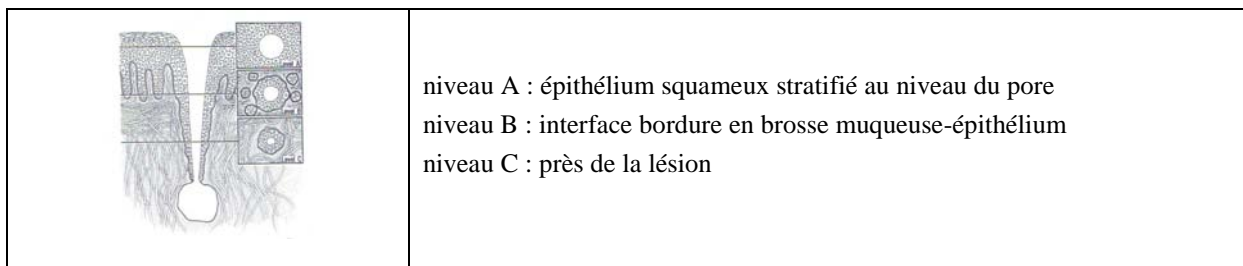 niveau A : épithélium squameux stratifié au niveau du pore
niveau B : interface bordure en brosse muqueuse-épithélium
niveau C : près de la lésion